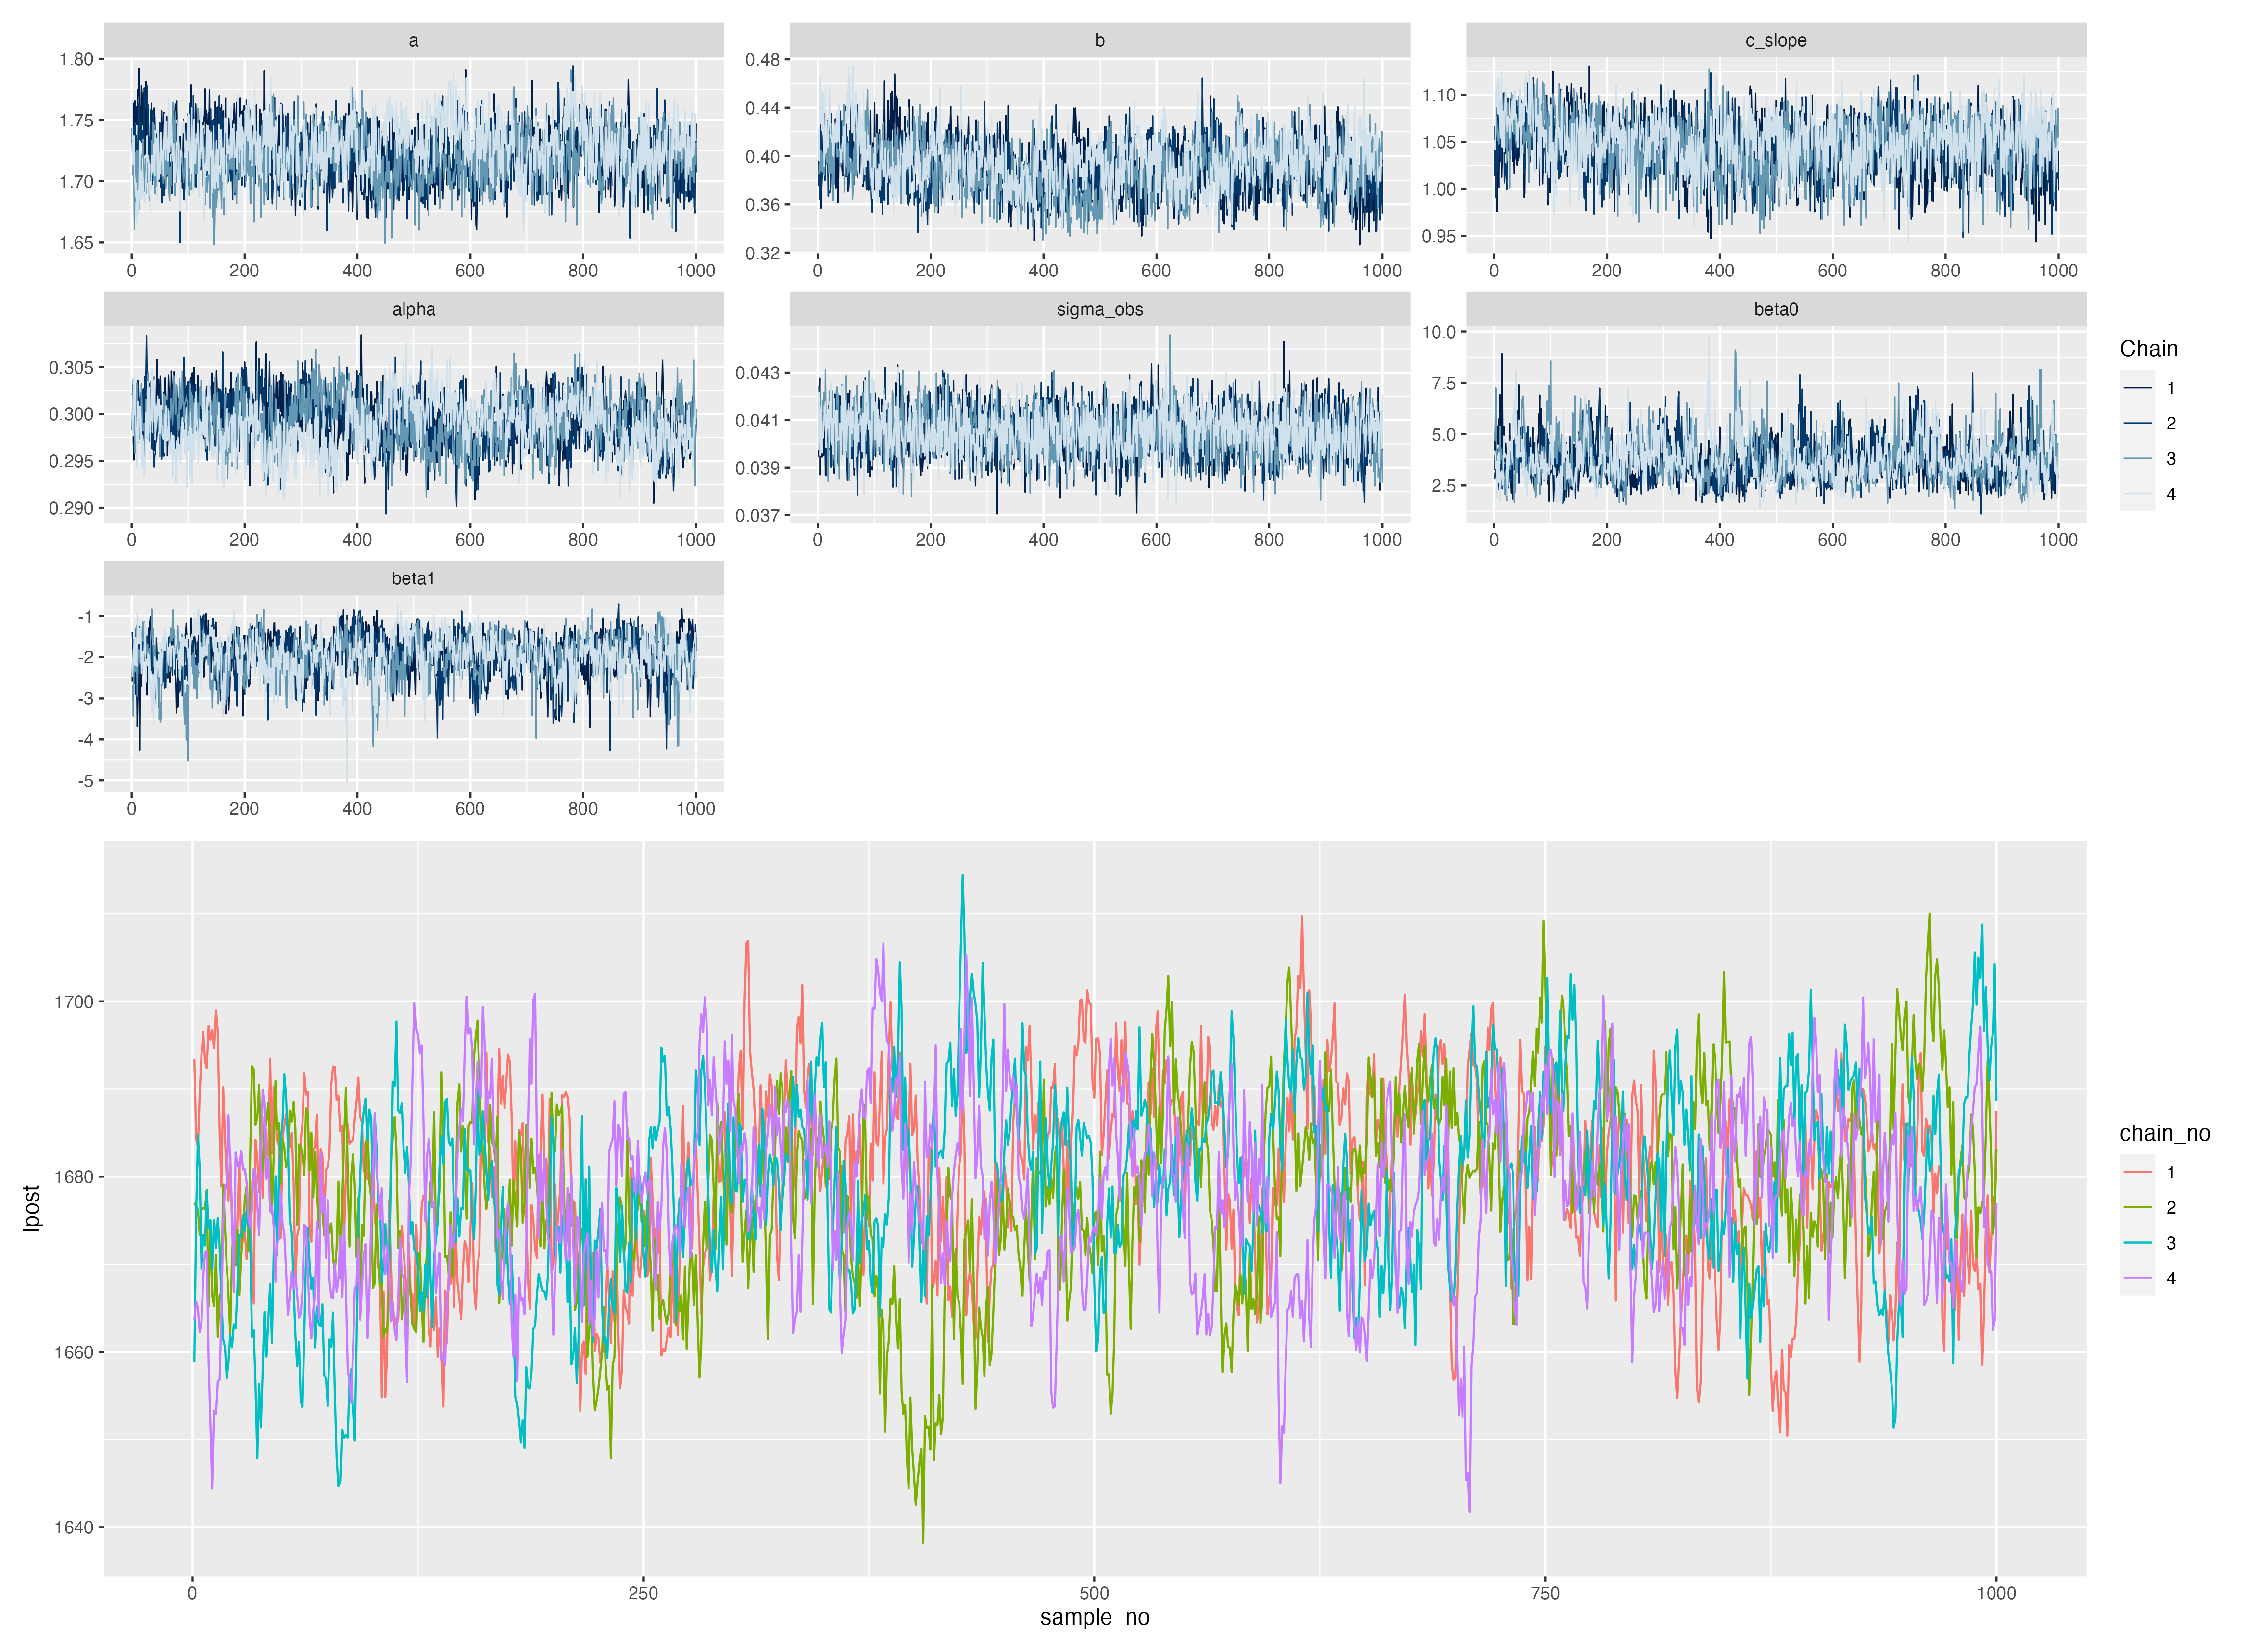 a b c_slope
1.80
1.75
1.70
1.65
0 200 400 600 800 1000
0.48
0.44
0.40
0.36
0.32
0 200 400 600 800 1000
1.10
1.05
1.00
0.95
0 200 400 600 800 1000
alpha sigma_obs beta0
0.305
0.300
0.295
0.290
0 200 400 600 800 1000
0.043
0.041
0.039
0.037
0 200 400 600 800 1000
10.0
7.5
5.0
2.5
0 200 400 600 800 1000
Chain
1
2
3
4
beta1
-1
-2
-3
-4
-5
0 200 400 600 800 1000
lpost
1700
1680
1660
1640
0 250 500 750 1000
sample_no
chain_no
1
2
3
4